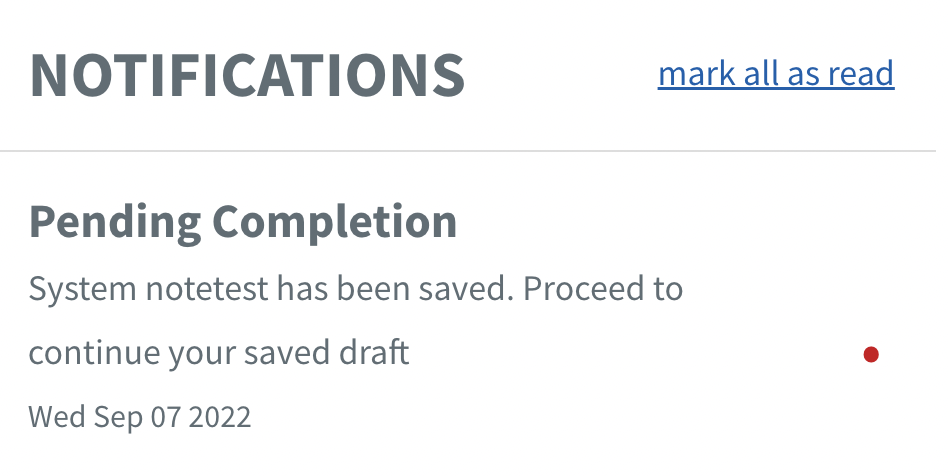 NOTIFICATIONS mark all as read
Pending Completion
System notetest has been saved. Proceed to
continue your saved draft
Wed Sep 07 2022